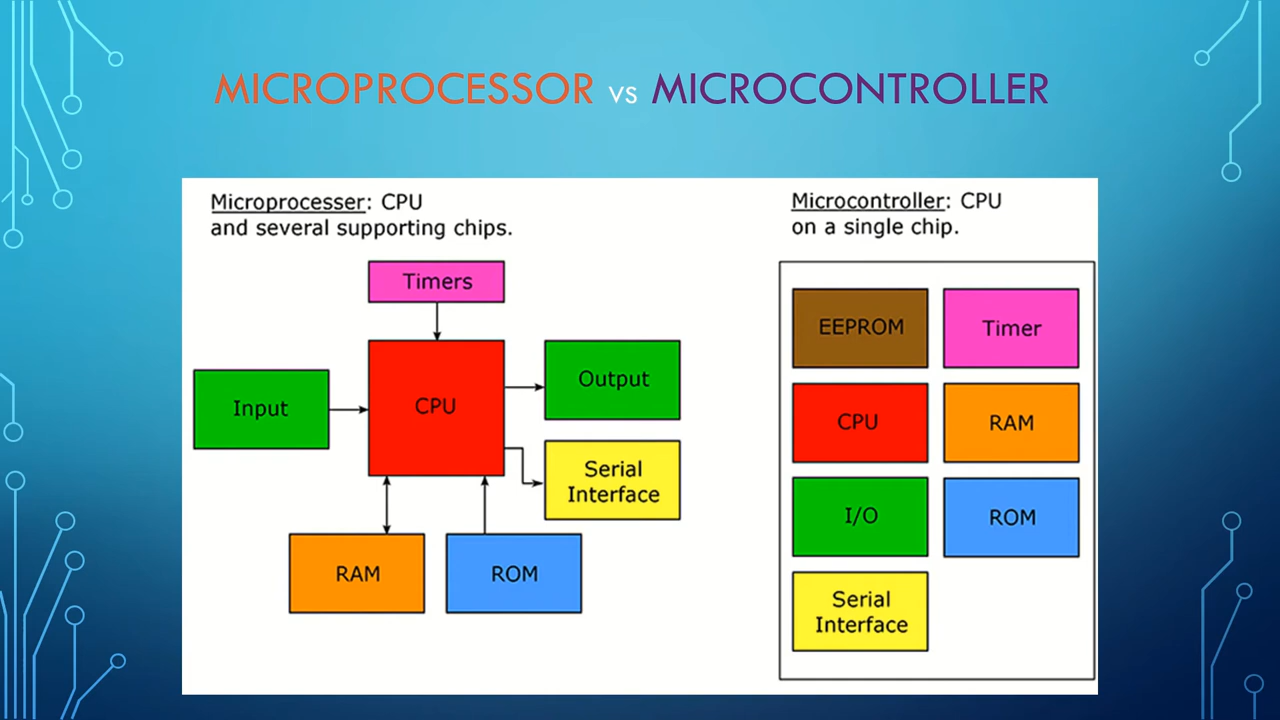 MICROPROCESSOR vs MICROCONTROLLER
Microprocesser: CPU
and several supporting chips.
Timers
Input
CPU
Output
Serial
Interface
RAM
ROM
Microcontroller: CPU
on a single chip.
EEPROM
Timer
CPU
RAM
I/O
ROM
Serial
Interface